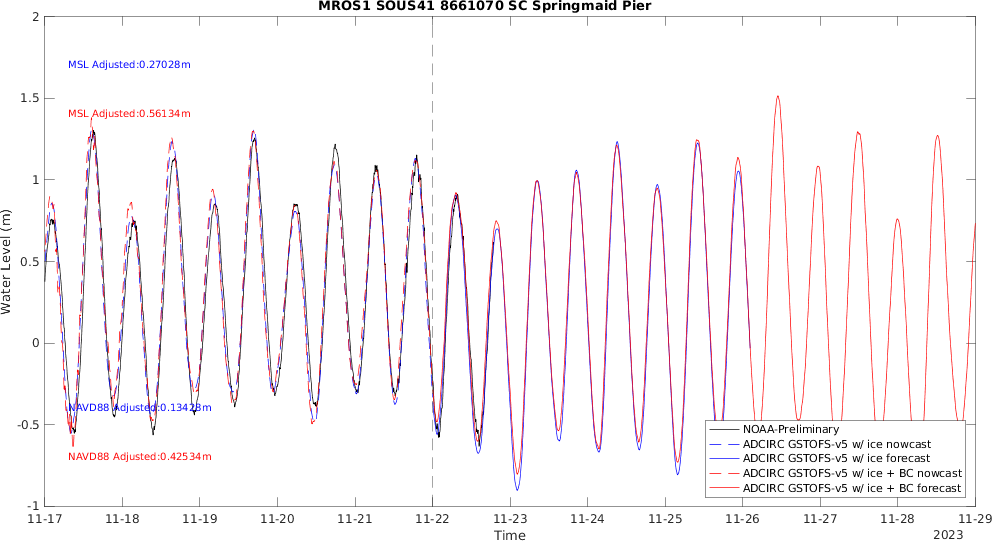 MROS1 SOUS41 8661070 SC Springmaid Pier
2
1.5
1
0.5
0
-0.5
-1
Water Level (m)
MSL Adjusted:0.27028m
MSL Adjusted:0.56134m
NAVD88 Adjusted:0.13428m
NAVD88 Adjusted:0.42534m
NOAA-Preliminary
ADCIRC GSTOFS-v5 w/ ice nowcast
ADCIRC GSTOFS-v5 w/ ice forecast
ADCIRC GSTOFS-v5 w/ ice + BC nowcast
ADCIRC GSTOFS-v5 w/ ice + BC forecast
11-17 11-18 11-19 11-20 11-21 11-22 11-23 11-24 11-25 11-26 11-27 11-28 11-29
Time
2023